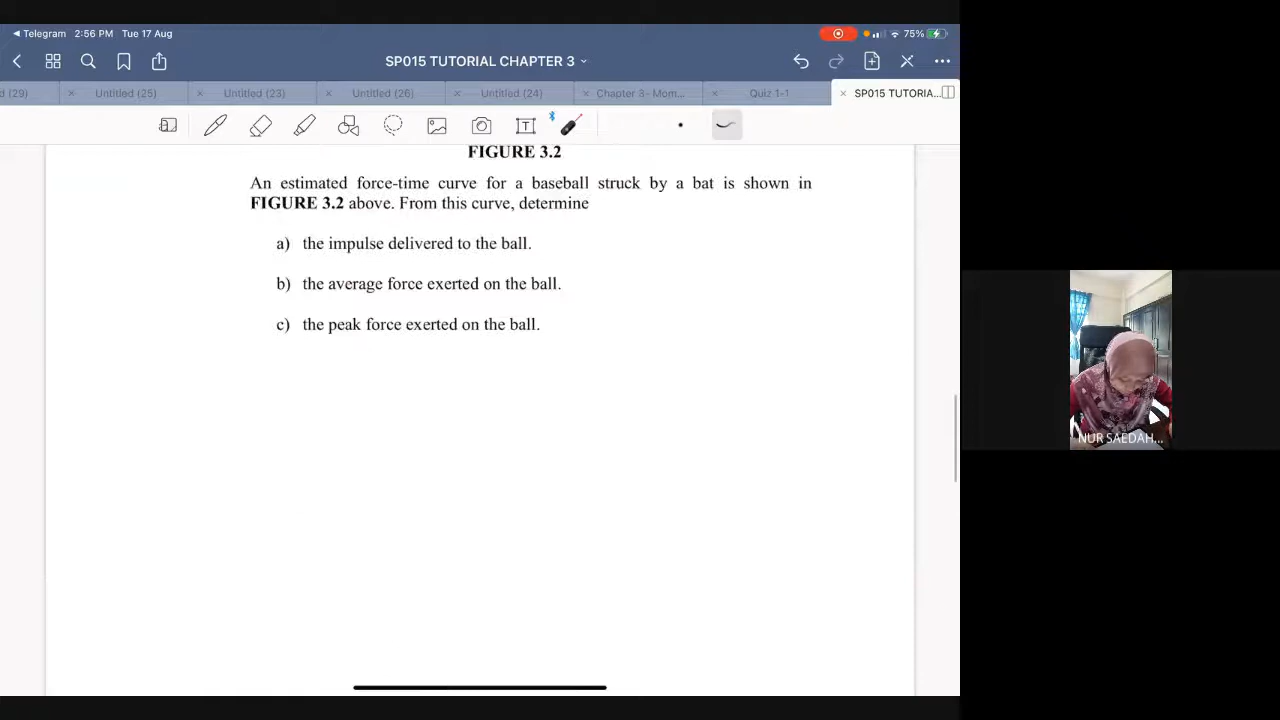 Telegram 2:56 PM Tue 17 Aug 75%
SP015 TUTORIAL CHAPTER 3
d (29) Untitled (25) Untitled (23) Untitled (26) Untitled (24) Chapter 3- Mom... Quiz 1-1 SP015 TUTORIA...
T
FIGURE 3.2
An estimated force-time curve for a baseball struck by a bat is shown in
FIGURE 3.2 above. From this curve, determine
a) the impulse delivered to the ball.
b) the average force exerted on the ball.
c) the peak force exerted on the ball.
NUR SAEDAH...